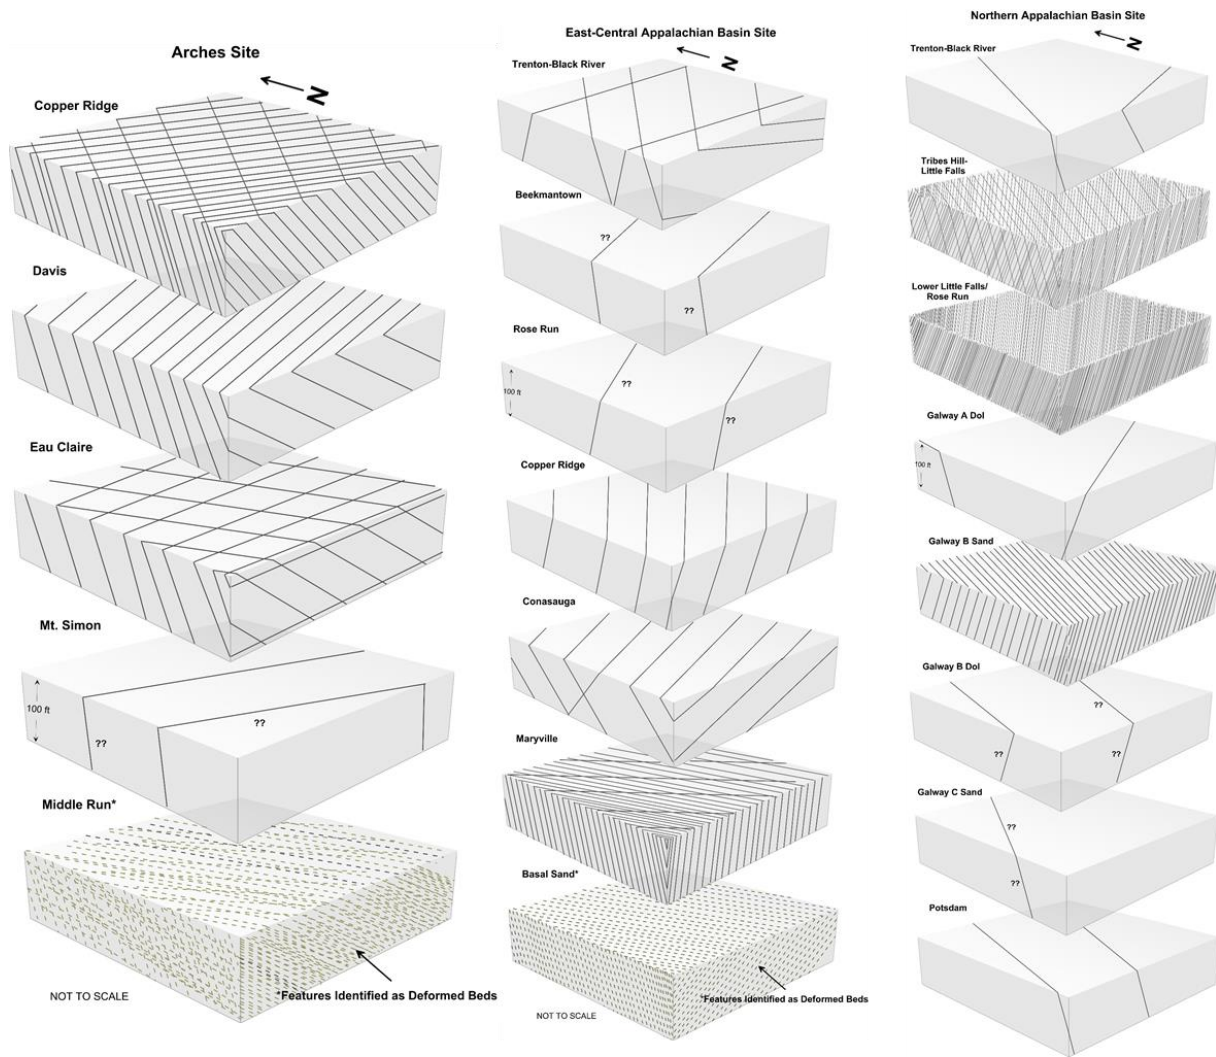 Arches Site
N
Copper Ridge
Davis
Eau Claire
Mt. Simon
100 ft
??
??
Middle Run*
NOT TO SCALE
*Features Identified as Deformed Beds
East-Central Appalachian Basin Site
Trenton-Black River
N
Beekmantown
??
??
Rose Run
100 ft
??
??
Copper Ridge
Conasauga
Maryville
Basal Sand*
*Features Identified as Deformed Beds
NOT TO SCALE
Northern Appalachian Basin Site
Trenton-Black River
N
Tribes Hill-
Little Falls
Lower Little Falls/
Rose Run
Galway A Dol
100 ft
Galway B Sand
Galway B Dol
??
??
??
Galway C Sand
??
??
Potsdam